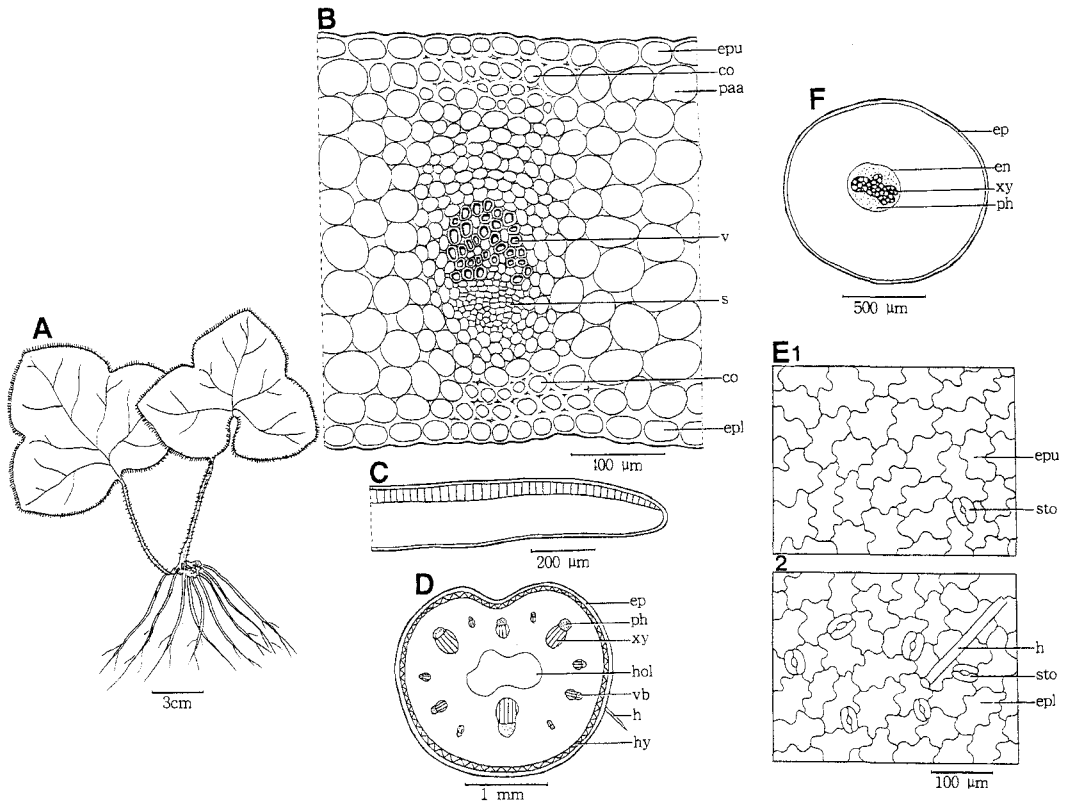 A
3cm
B
epu
co
paa
v
s
co
epl
100 μm
C
200 μm
D
ep
ph
xy
hol
vb
h
hy
1 mm
F
ep
en
xy
ph
500 μm
E1
epu
sto
2
h
sto
epl
100 μm